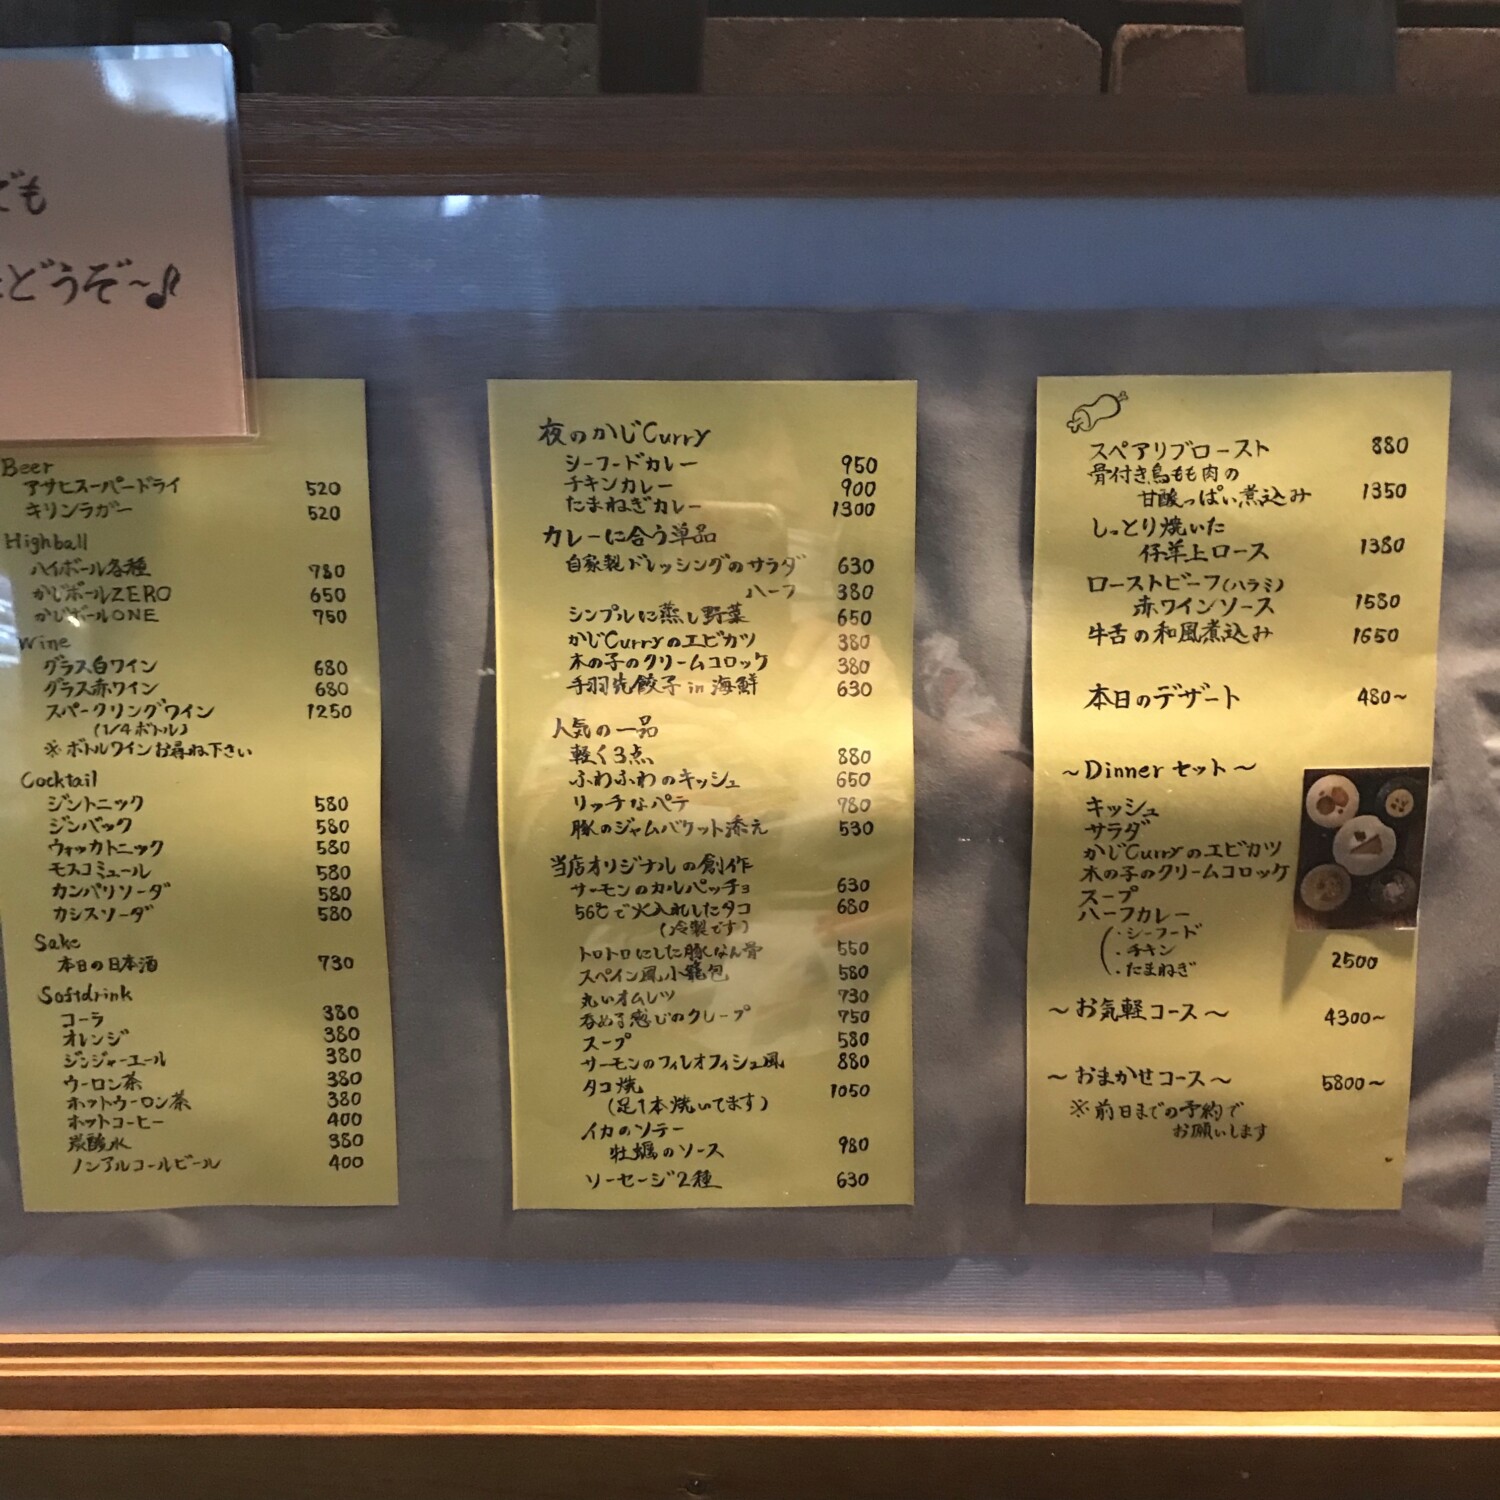 でも
どうぞ~♪
Beer
アサヒスーパードライ 520
キリンラガー 520
Highball
ハイボール各種 780
かじボールZERO 650
かじボールONE 750
Wine
グラス白ワイン 680
グラス赤ワイン 680
スパークリングワイン 1250
(1/4ボトル)
※ボトルワインお尋ね下さい
Cocktail
ジントニック 580
ジンバック 580
ウォッカトニック 580
モスコミュール 580
カンパリソーダ 580
カシスソーダ 580
Sake
本日の日本酒 730
Softdrink
コーラ 380
オレンジ 380
ジンジャーエール 380
ウーロン茶 380
ホットウーロン茶 380
ホットコーヒー 400
炭酸水 380
ノンアルコールビール 400
夜のかじCurry
シーフードカレー 950
チキンカレー 900
たまねぎカレー 1300
カレーに合う単品
自家製ドレッシングのサラダ 630
ハーフ 380
シンプルに蒸し野菜 650
かじCurryのエビカツ 380
木の子のクリームコロッケ 380
手羽先餃子in海鮮 630
人気の一品
軽く3点 880
ふわふわのキッシュ 650
リッチなパテ 780
豚のジャムバケット添え 530
当店オリジナルの創作
サーモンのカルパッチョ 630
56℃で火入れしたタコ 680
(冷製です)
トロトロにした豚なん骨 550
スペイン風小籠包 580
丸いオムレツ 730
呑める感じのクレープ 750
スープ 580
サーモンのフィレオフィシュ風 880
タコ焼 1050
(足1本焼いてます)
イカのソテー
牡蠣のソース 980
ソーセージ2種 630
スペアリブロースト 880
骨付き鳥もも肉の
甘酸っぱい煮込み 1350
しっとり焼いた
仔羊上ロース 1380
ローストビーフ(ハラミ)
赤ワインソース 1580
牛舌の和風煮込み 1650
本日のデザート 480~
~Dinnerセット~
キッシュ
サラダ
かじCurryのエビカツ
木の子のクリームコロッケ
スープ
ハーフカレー
・シーフード
・チキン
・たまねぎ 2500
~お気軽コース~ 4300~
~おまかせコース~ 5800~
※前日までの予約で
お願いします